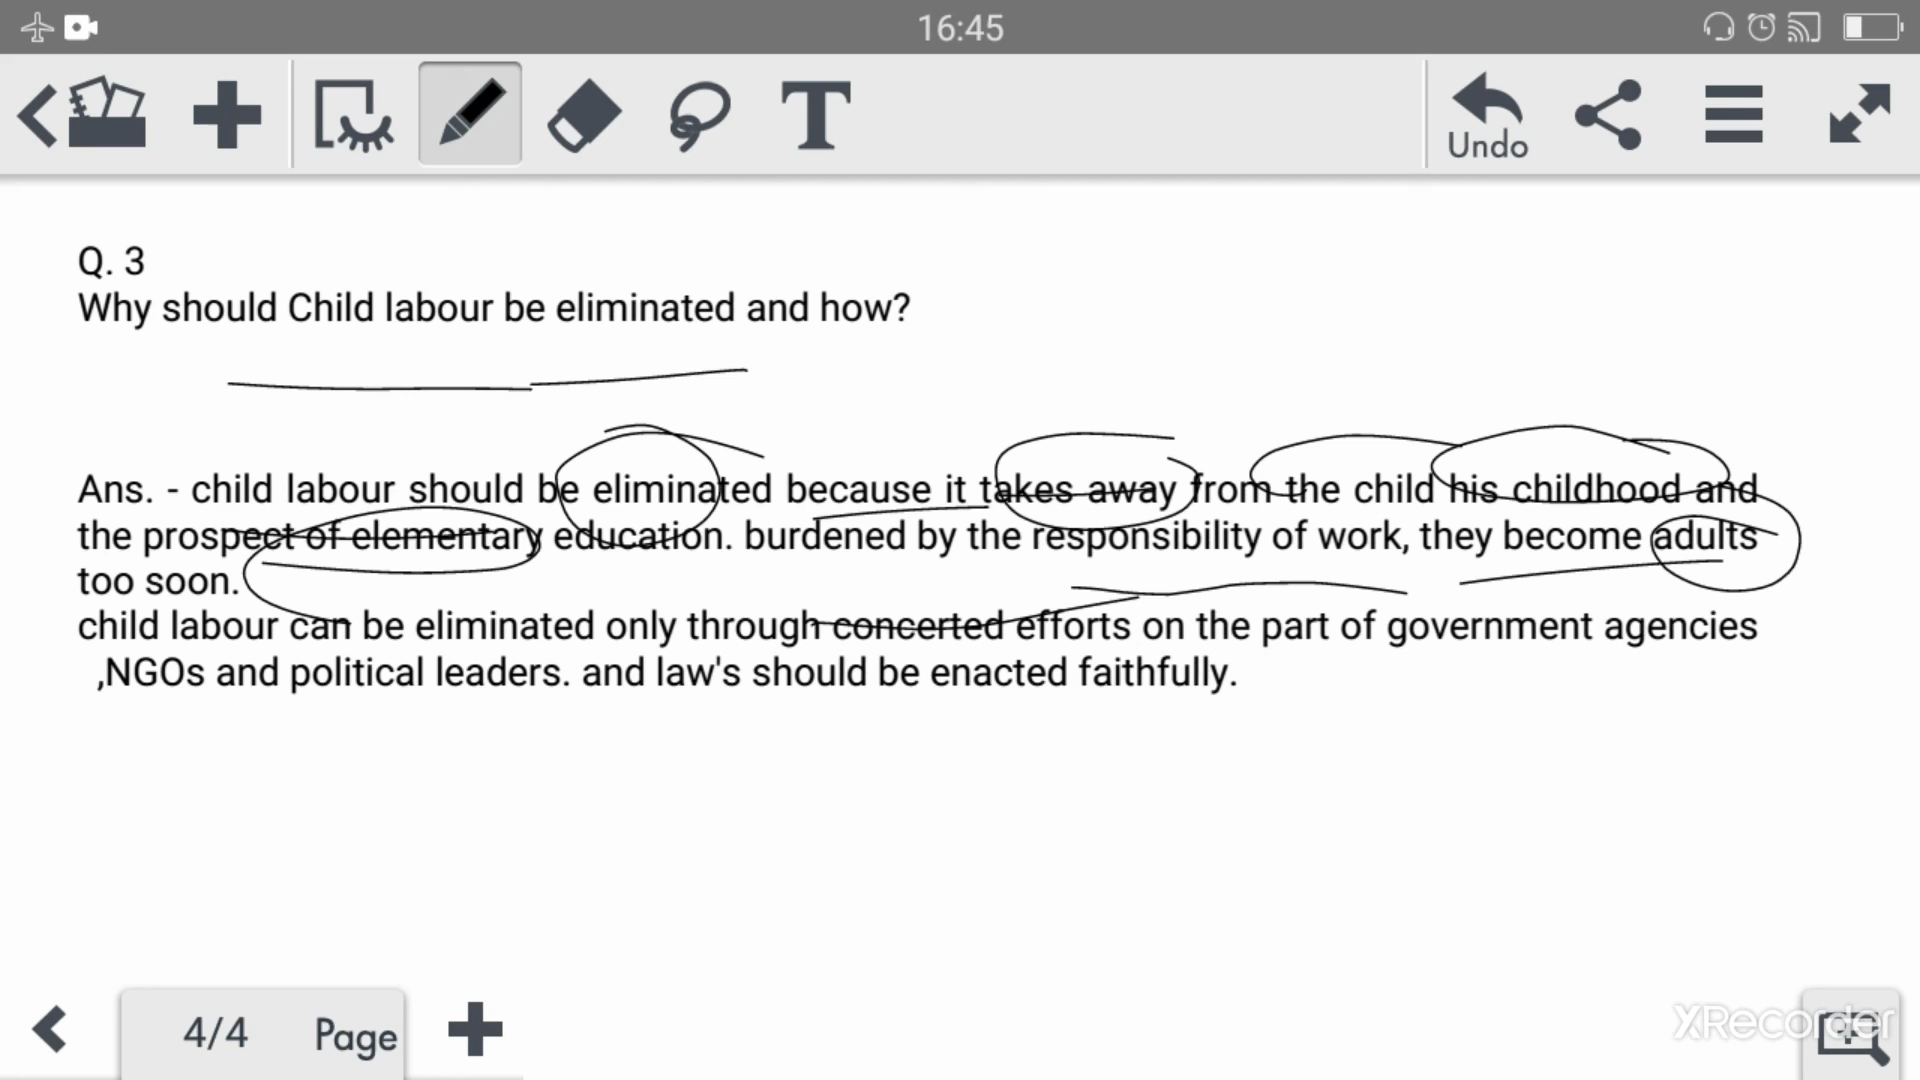 16:45
Undo
Q. 3
Why should Child labour be eliminated and how?
Ans. - child labour should be eliminated because it takes away from the child his childhood and
the prospect of elementary education. burdened by the responsibility of work, they become adults
too soon.
child labour can be eliminated only through concerted efforts on the part of government agencies
,NGOs and political leaders. and law's should be enacted faithfully.
4/4 Page
XRecorder